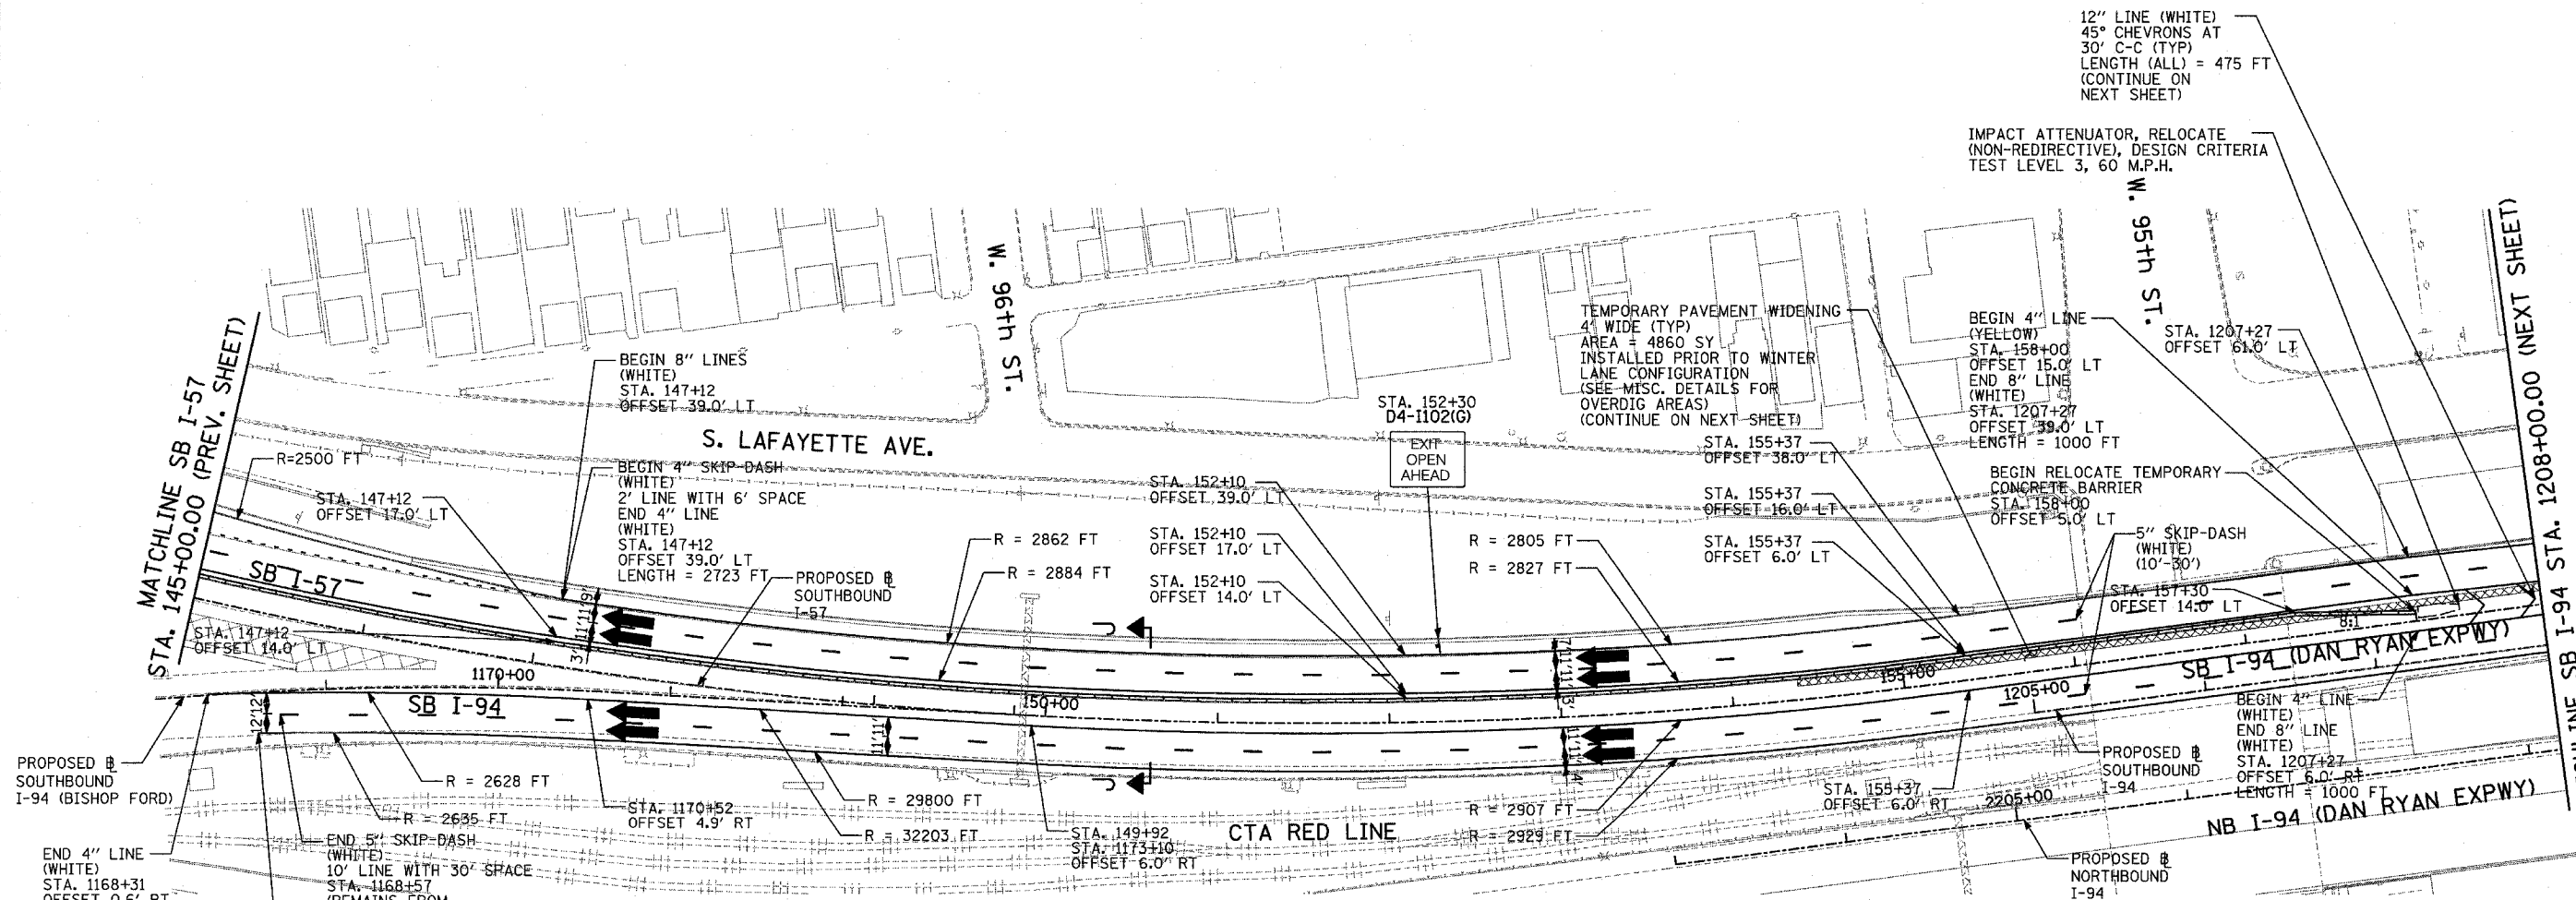 12" LINE (WHITE)
45° CHEVRONS AT
30' C-C (TYP)
LENGTH (ALL) = 475 FT
(CONTINUE ON
NEXT SHEET)
IMPACT ATTENUATOR, RELOCATE
(NON-REDIRECTIVE), DESIGN CRITERIA
TEST LEVEL 3, 60 M.P.H.
W. 95th ST.
W. 96th ST.
MATCHLINE SB I-57
STA. 145+00.00 (PREV. SHEET)
STA. 1208+00.00 (NEXT SHEET)
SB I-94
BEGIN 8" LINES
(WHITE)
STA. 147+12
OFFSET 39.0' LT
S. LAFAYETTE AVE.
R=2500 FT
STA. 147+12
OFFSET 17.0' LT
BEGIN 4" SKIP-DASH
(WHITE)
2' LINE WITH 6' SPACE
END 4" LINE
(WHITE)
STA. 147+12
OFFSET 39.0' LT
LENGTH = 2723 FT
PROPOSED ⅊
SOUTHBOUND
I-57
STA. 152+10
OFFSET 39.0' LT
STA. 152+10
OFFSET 17.0' LT
STA. 152+10
OFFSET 14.0' LT
R = 2862 FT
R = 2884 FT
STA. 152+30
D4-I102(G)
EXIT
OPEN
AHEAD
R = 2805 FT
R = 2827 FT
TEMPORARY PAVEMENT WIDENING
4' WIDE (TYP)
AREA = 4860 SY
INSTALLED PRIOR TO WINTER
LANE CONFIGURATION
(SEE MISC. DETAILS FOR
OVERDIG AREAS)
(CONTINUE ON NEXT SHEET)
STA. 155+37
OFFSET 38.0' LT
STA. 155+37
OFFSET 16.0' LT
STA. 155+37
OFFSET 6.0' LT
BEGIN 4" LINE
(YELLOW)
STA. 158+00
OFFSET 15.0' LT
END 8" LINE
(WHITE)
STA. 1207+27
OFFSET 39.0' LT
LENGTH = 1000 FT
STA. 1207+27
OFFSET 61.0' LT
BEGIN RELOCATE TEMPORARY
CONCRETE BARRIER
STA. 158+00
OFFSET 5.0' LT
5" SKIP-DASH
(WHITE)
(10'-30')
STA. 157+30
OFFSET 14.0' LT
8:1
SB I-57
STA. 147+12
OFFSET 14.0' LT
1170+00
150+00
155+00
1205+00
SB I-94
SB I-94 (DAN RYAN EXPWY)
PROPOSED ⅊
SOUTHBOUND
I-94 (BISHOP FORD)
R = 2628 FT
R = 2635 FT
STA. 1170+52
OFFSET 4.9' RT
R = 29800 FT
R = 32203 FT
STA. 149+92
STA. 1173+10
OFFSET 6.0' RT
CTA RED LINE
R = 2907 FT
R = 2929 FT
STA. 155+37
OFFSET 6.0' RT
2205+00
PROPOSED ⅊
SOUTHBOUND
I-94
BEGIN 4" LINE
(WHITE)
END 8" LINE
(WHITE)
STA. 1207+27
OFFSET 6.0' RT
LENGTH = 1000 FT
NB I-94 (DAN RYAN EXPWY)
PROPOSED ⅊
NORTHBOUND
I-94
END 4" LINE
(WHITE)
STA. 1168+31
OFFSET 0.6' RT
END 5" SKIP-DASH
(WHITE)
10' LINE WITH 30' SPACE
STA. 1168+57
(REMAINS FROM